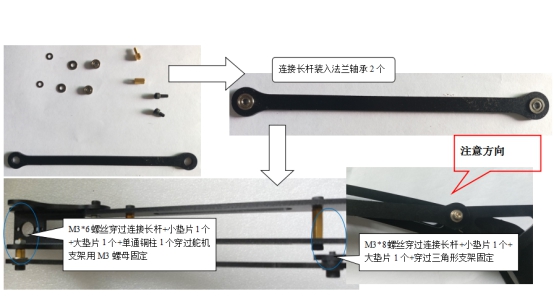 连接长杆装入法兰轴承 2 个
注意方向
M3*6 螺丝穿过连接长杆+小垫片 1 个
+大垫片 1 个+单通铜柱 1 个穿过舵机
支架用 M3 螺母固定
M3*8 螺丝穿过连接长杆+小垫片 1 个+
大垫片 1 个+穿过三角形支架固定